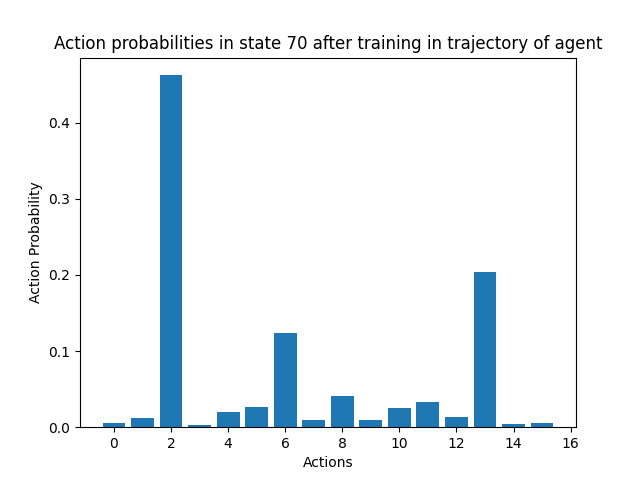 Action probabilities in state 70 after training in trajectory of agent
Action Probability
0.4
0.3
0.2
0.1
0.0
0 2 4 6 8 10 12 14 16
Actions